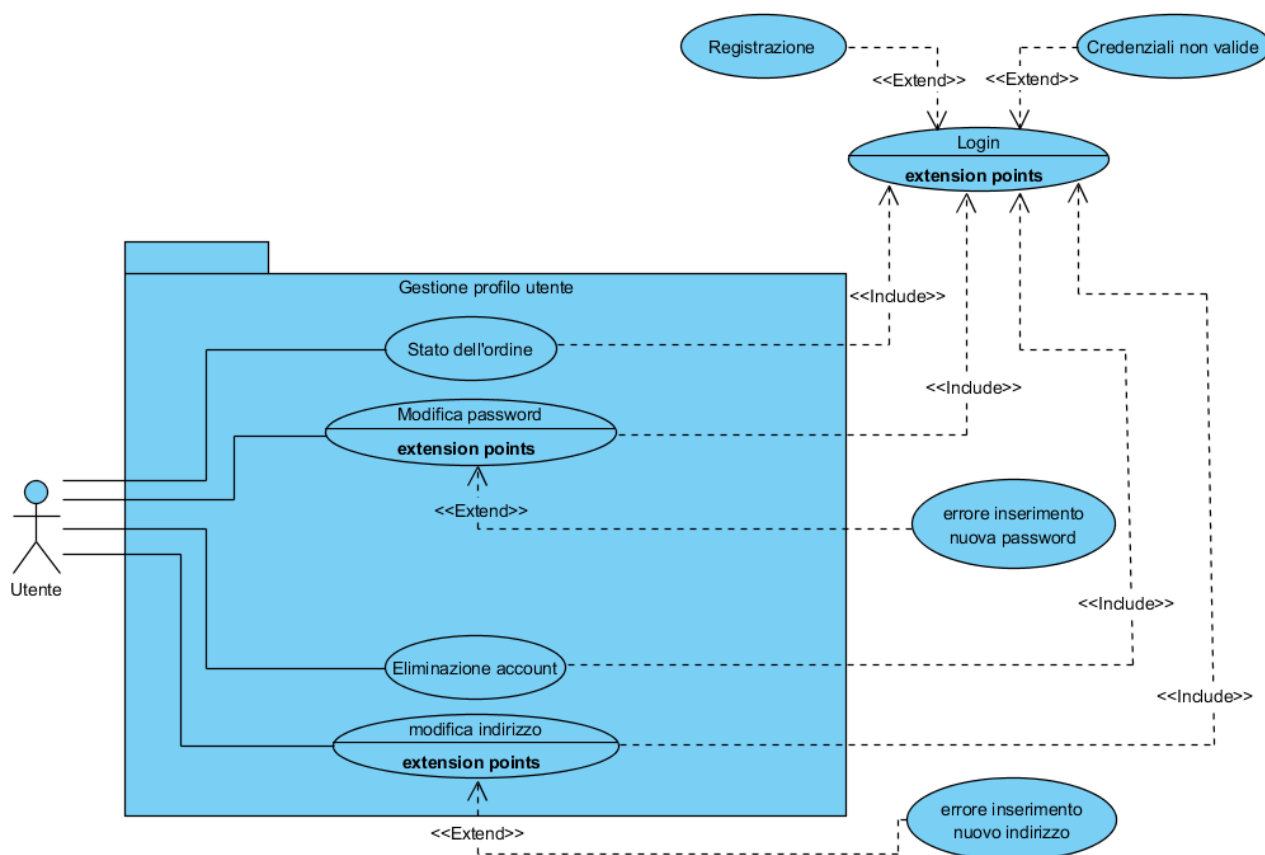 Registrazione
Credenziali non valide
<<Extend>>
<<Extend>>
Login
extension points
Gestione profilo utente
<<Include>>
Stato dell'ordine
<<Include>>
Modifica password
extension points
<<Extend>>
errore inserimento
nuova password
Utente
<<Include>>
Eliminazione account
<<Include>>
modifica indirizzo
extension points
errore inserimento
nuovo indirizzo
<<Extend>>